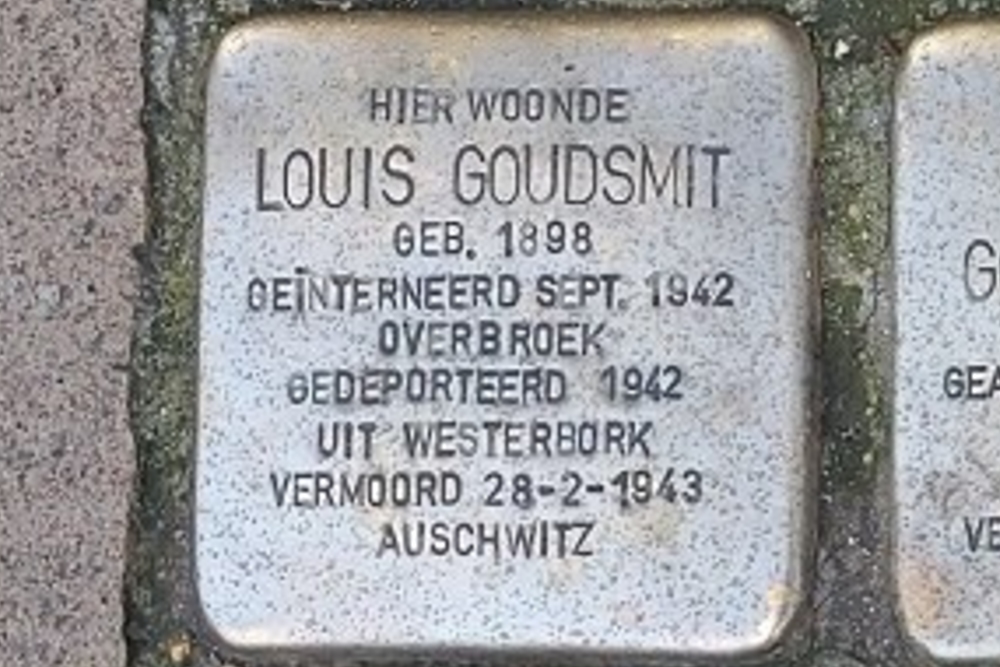 HIER WOONDE
LOUIS GOUDSMIT
GEB. 1898
GEÏNTERNEERD SEPT. 1942
OVERBROEK
GEDEPORTEERD 1942
UIT WESTERBORK
VERMOORD 28-2-1943
AUSCHWITZ